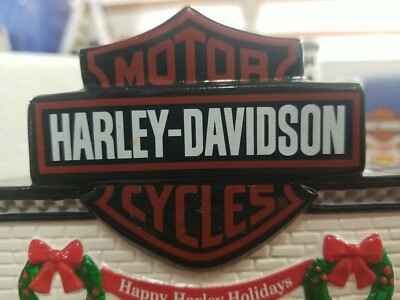 MOTOR
HARLEY-DAVIDSON
CYCLES®
Happy Harley Holidays